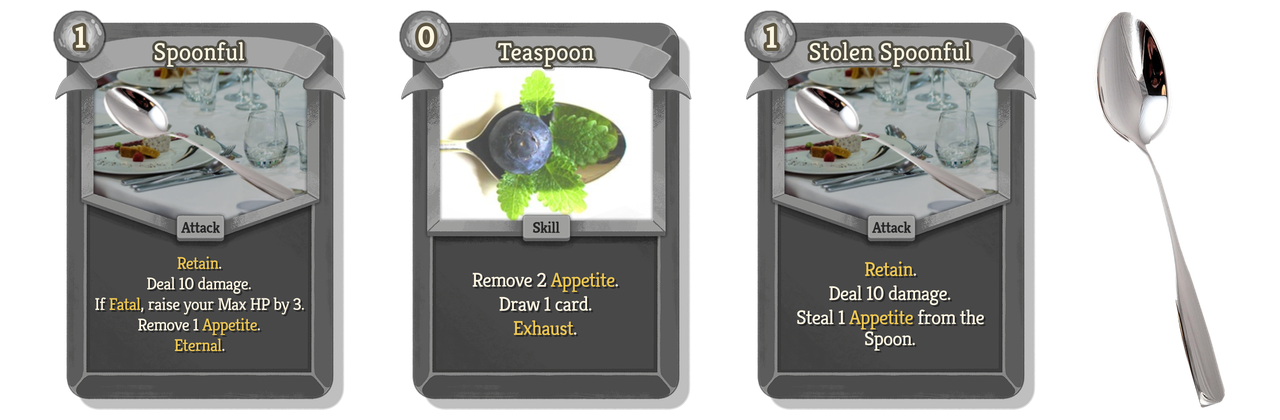 1
Spoonful
Attack
Retain.
Deal 10 damage.
If Fatal, raise your Max HP by 3.
Remove 1 Appetite.
Eternal.
0
Teaspoon
Skill
Remove 2 Appetite.
Draw 1 card.
Exhaust.
1
Stolen Spoonful
Attack
Retain.
Deal 10 damage.
Steal 1 Appetite from the
Spoon.